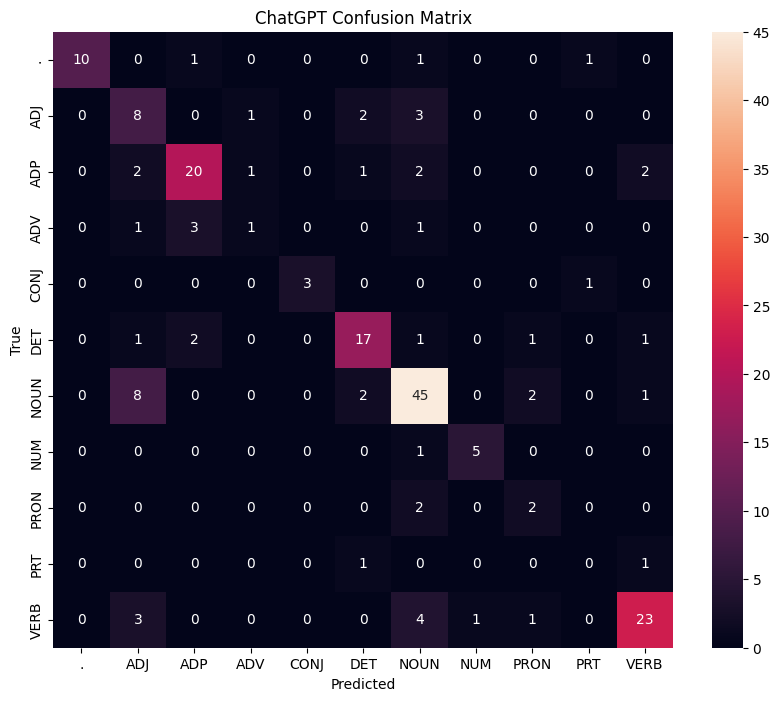 ChatGPT Confusion Matrix
. 10 0 1 0 0 0 1 0 0 1 0
ADJ 0 8 0 1 0 2 3 0 0 0 0
ADP 0 2 20 1 0 1 2 0 0 0 2
ADV 0 1 3 1 0 0 1 0 0 0 0
CONJ 0 0 0 0 3 0 0 0 0 1 0
DET 0 1 2 0 0 17 1 0 1 0 1
NOUN 0 8 0 0 0 2 45 0 2 0 1
NUM 0 0 0 0 0 0 1 5 0 0 0
PRON 0 0 0 0 0 0 2 0 2 0 0
PRT 0 0 0 0 0 1 0 0 0 0 1
VERB 0 3 0 0 0 0 4 1 1 0 23
True
. ADJ ADP ADV CONJ DET NOUN NUM PRON PRT VERB
Predicted
45
40
35
30
25
20
15
10
5
0